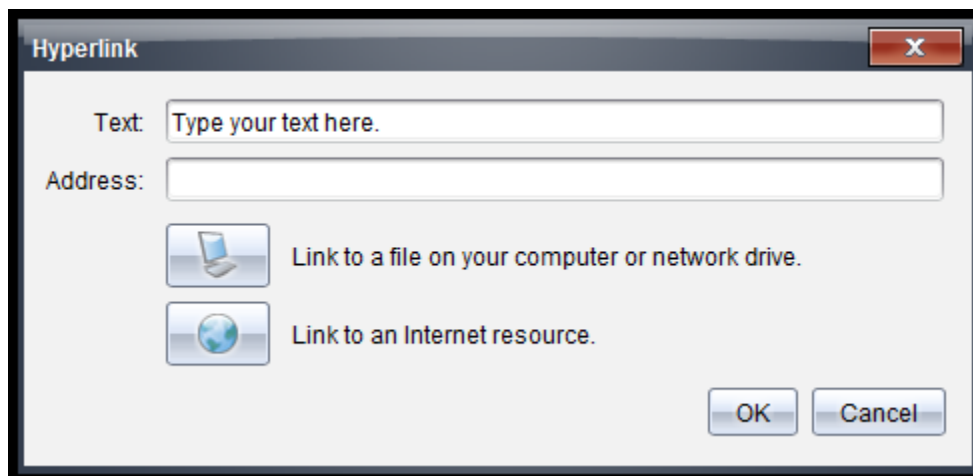 Hyperlink
Text: Type your text here.
Address:
Link to a file on your computer or network drive.
Link to an Internet resource.
OK Cancel